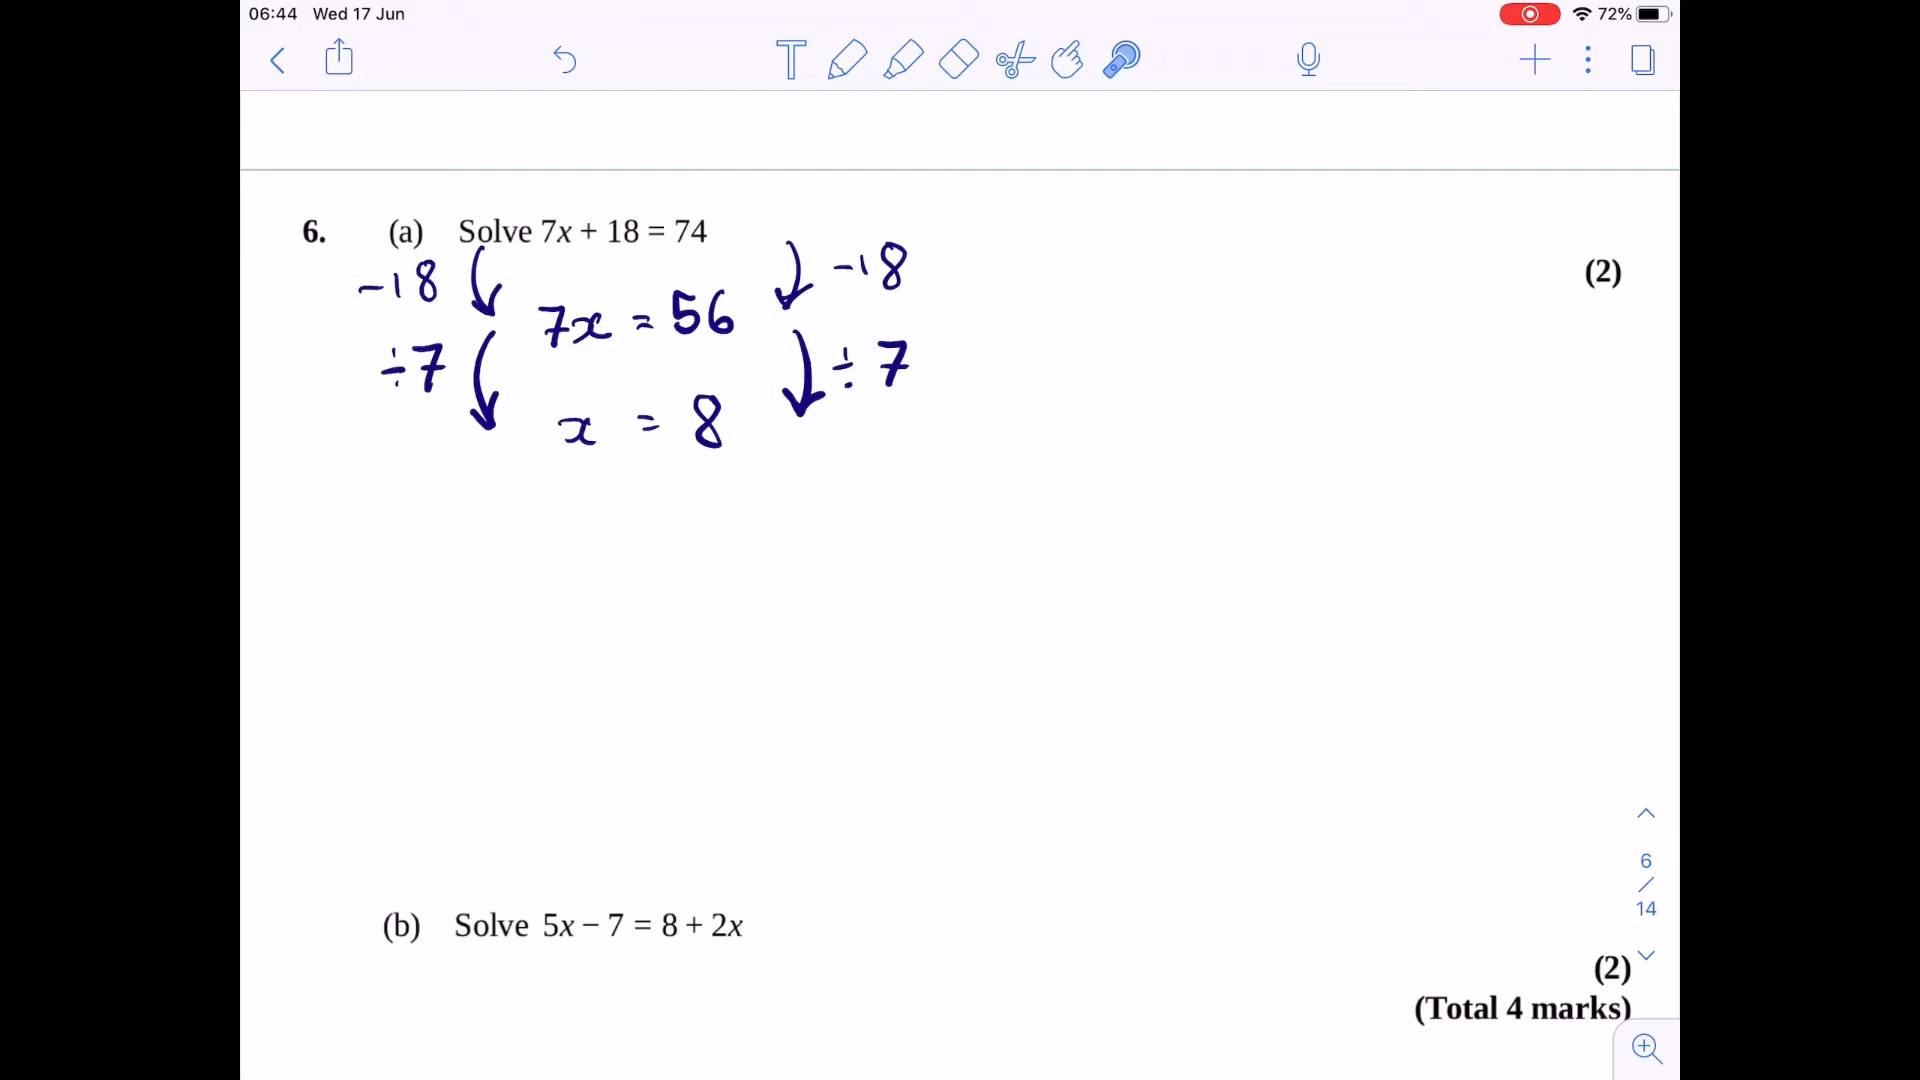 06:44 Wed 17 Jun 72%
T
6. (a) Solve 7x + 18 = 74
(2)
-18 -18
7x = 56
÷7 ÷7
x = 8
6
/
14
(b) Solve 5x − 7 = 8 + 2x
(2)
(Total 4 marks)